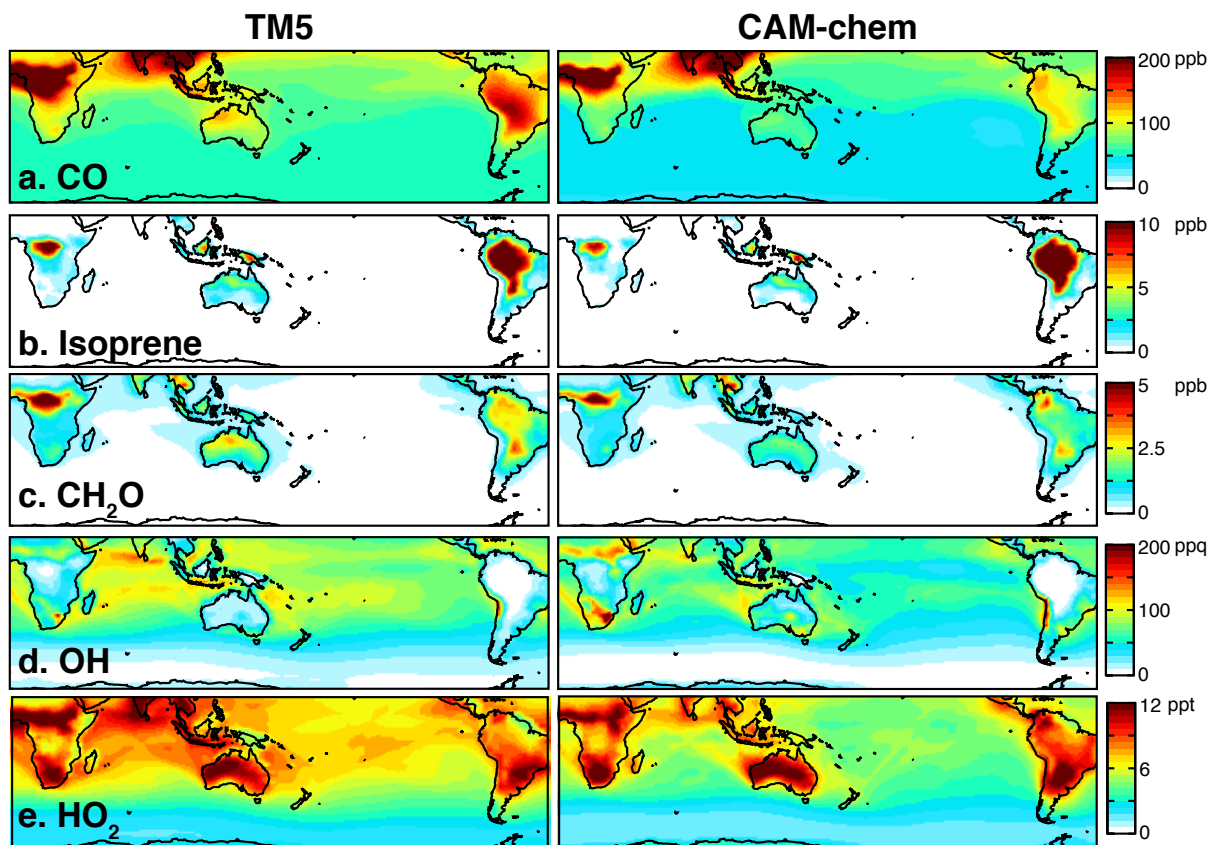 TM5 CAM-chem
a. CO
200 ppb
100
0
b. Isoprene
10 ppb
5
0
c. CH₂O
5 ppb
2.5
0
d. OH
200 ppq
100
0
e. HO₂
12 ppt
6
0